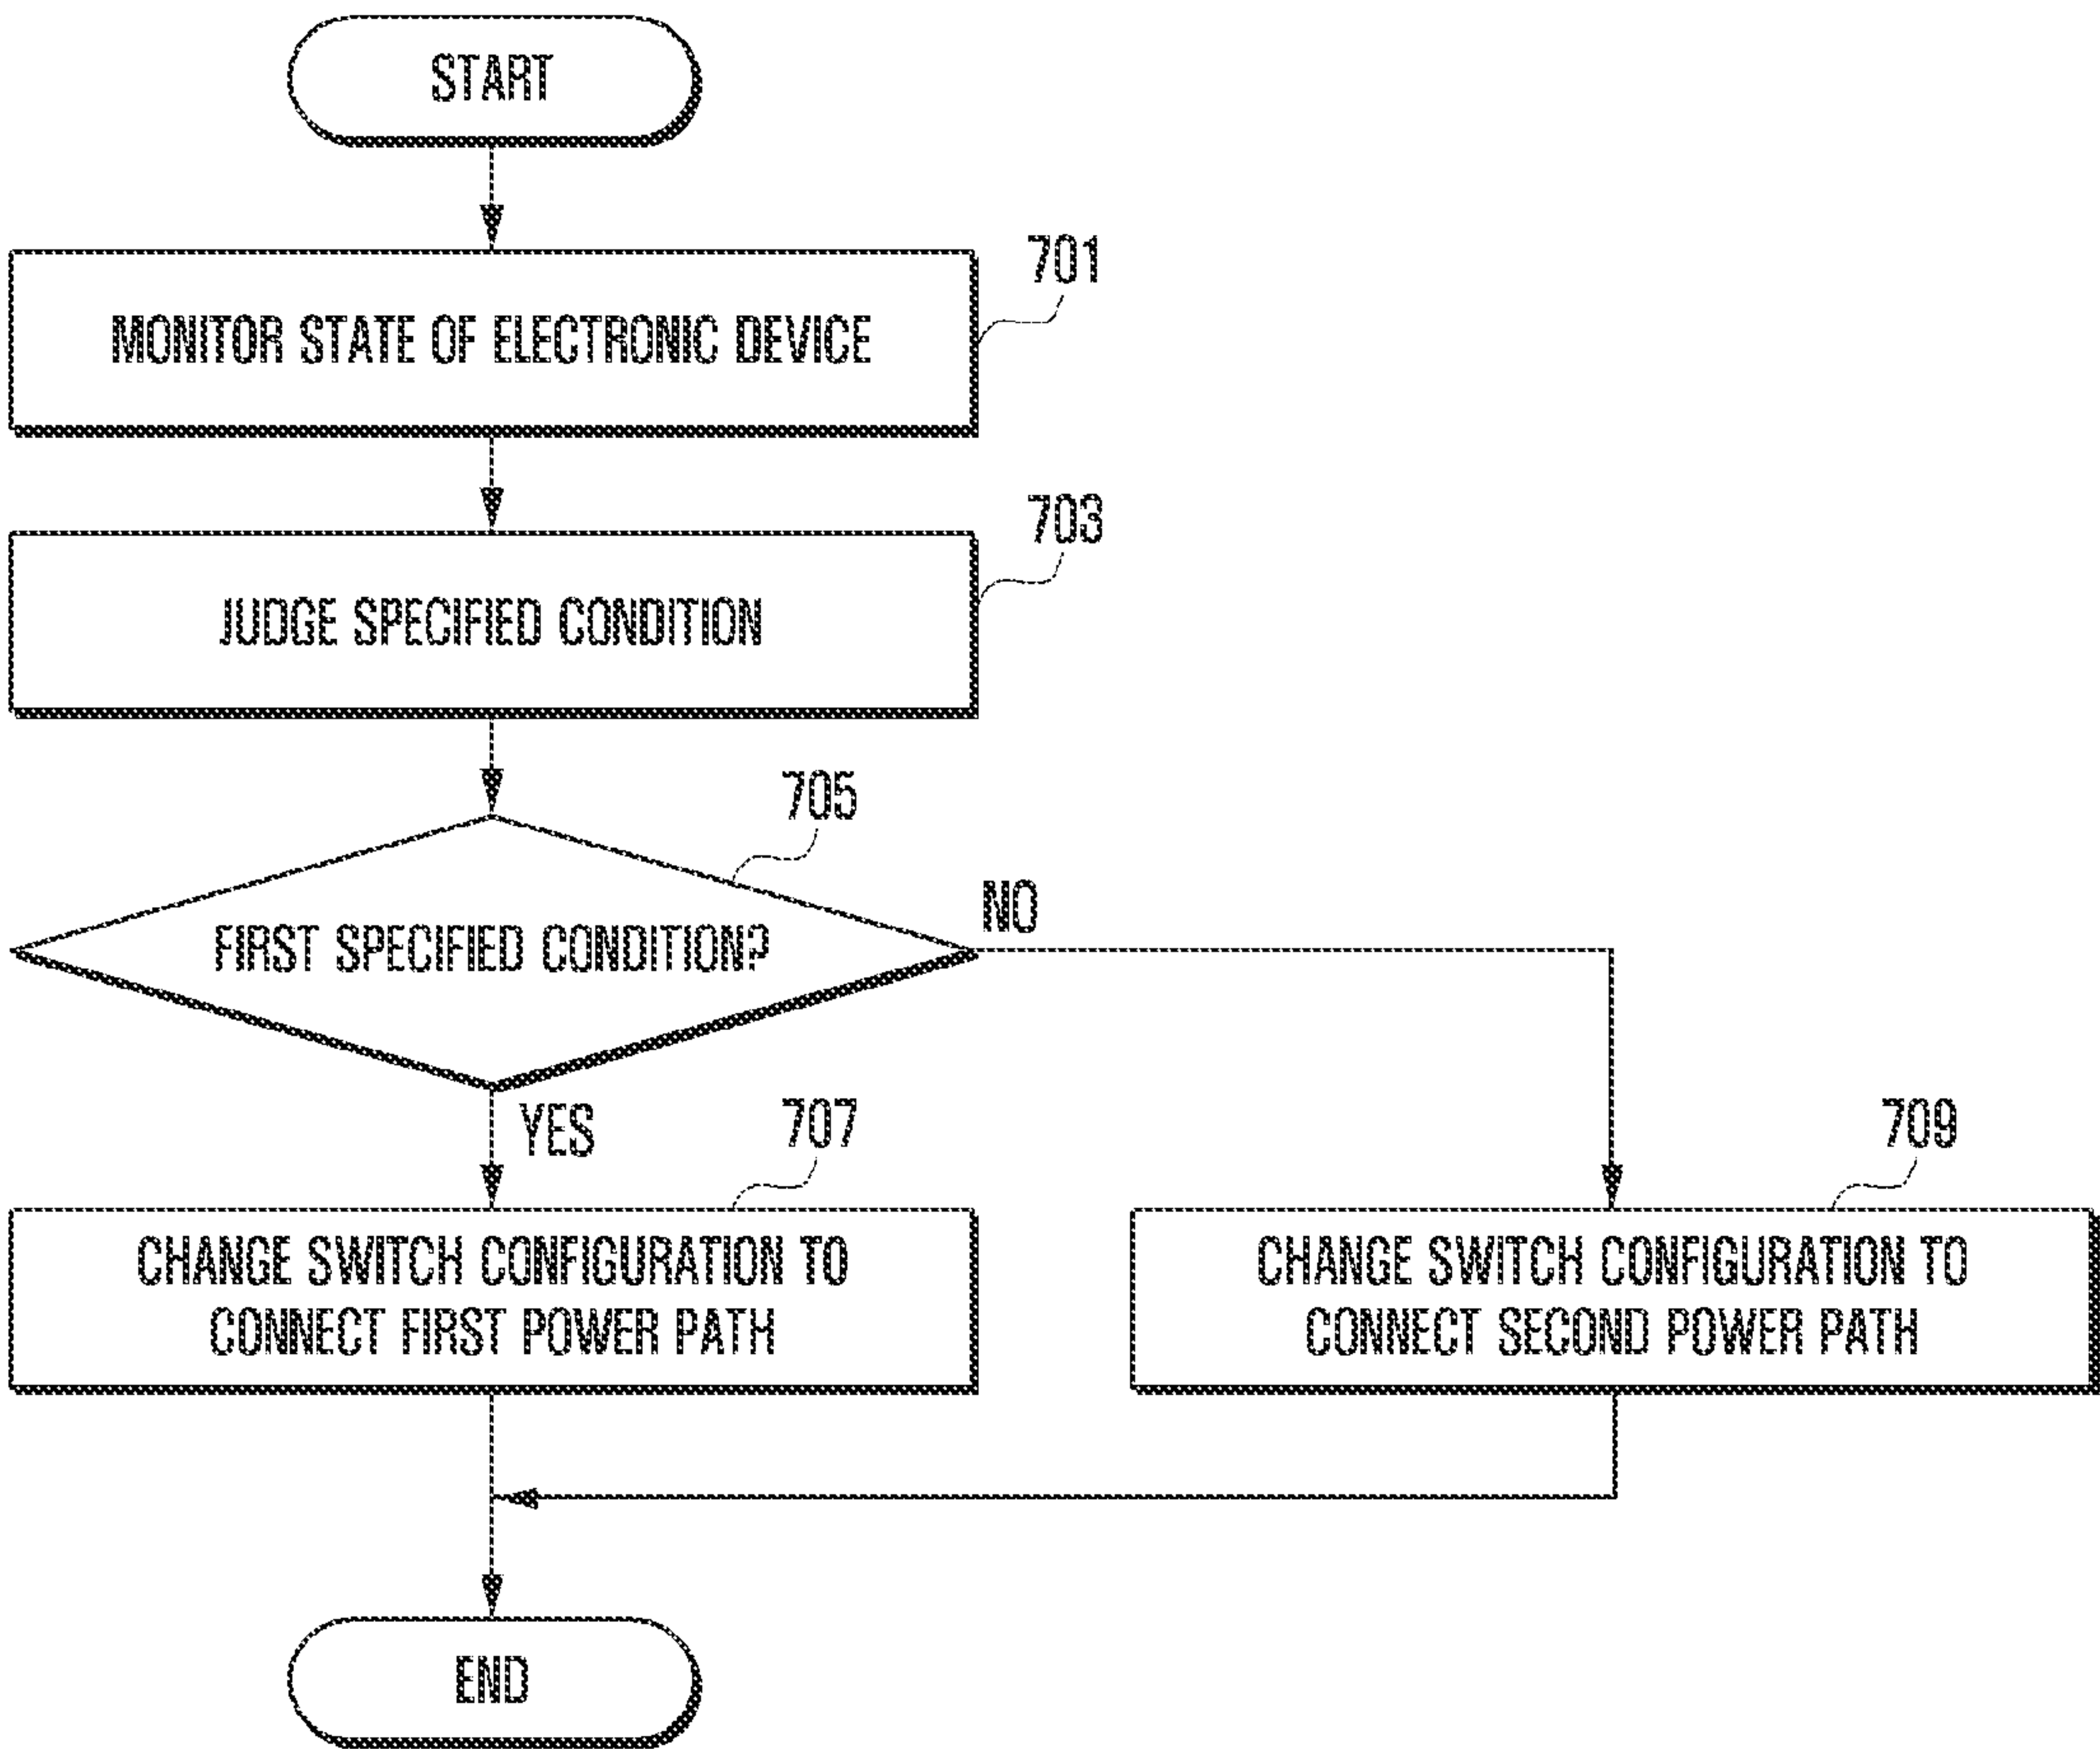 START
701
MONITOR STATE OF ELECTRONIC DEVICE
703
JUDGE SPECIFIED CONDITION
705
FIRST SPECIFIED CONDITION?
NO
YES
707
709
CHANGE SWITCH CONFIGURATION TO
CONNECT FIRST POWER PATH
CHANGE SWITCH CONFIGURATION TO
CONNECT SECOND POWER PATH
END